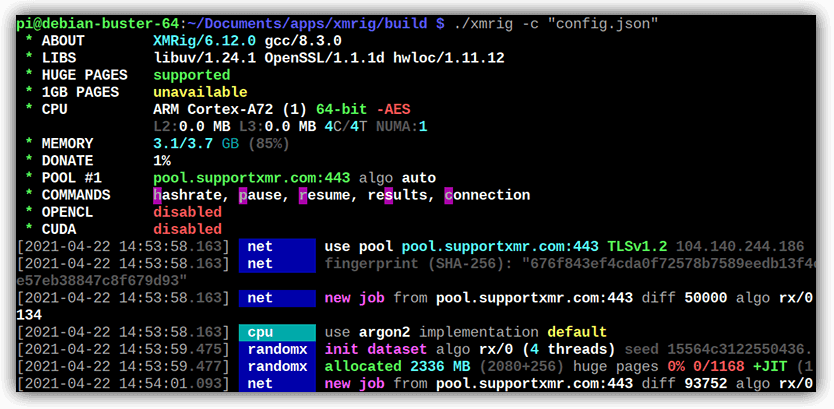 pi@debian-buster-64:~/Documents/apps/xmrig/build $ ./xmrig -c "config.json"
* ABOUT XMRig/6.12.0 gcc/8.3.0
* LIBS libuv/1.24.1 OpenSSL/1.1.1d hwloc/1.11.12
* HUGE PAGES supported
* 1GB PAGES unavailable
* CPU ARM Cortex-A72 (1) 64-bit -AES
L2:0.0 MB L3:0.0 MB 4C/4T NUMA:1
* MEMORY 3.1/3.7 GB (85%)
* DONATE 1%
* POOL #1 pool.supportxmr.com:443 algo auto
* COMMANDS hashrate, pause, resume, results, connection
* OPENCL disabled
* CUDA disabled
[2021-04-22 14:53:58.163] net use pool pool.supportxmr.com:443 TLSv1.2 104.140.244.186
[2021-04-22 14:53:58.163] net fingerprint (SHA-256): "676f843ef4cda0f72578b7589eedb13f4c
e57eb38847c8f679d93"
[2021-04-22 14:53:58.163] net new job from pool.supportxmr.com:443 diff 50000 algo rx/0
134
[2021-04-22 14:53:58.163] cpu use argon2 implementation default
[2021-04-22 14:53:59.475] randomx init dataset algo rx/0 (4 threads) seed 15564c3122550436.
[2021-04-22 14:53:59.477] randomx allocated 2336 MB (2080+256) huge pages 0% 0/1168 +JIT (1
[2021-04-22 14:54:01.093] net new job from pool.supportxmr.com:443 diff 93752 algo rx/0